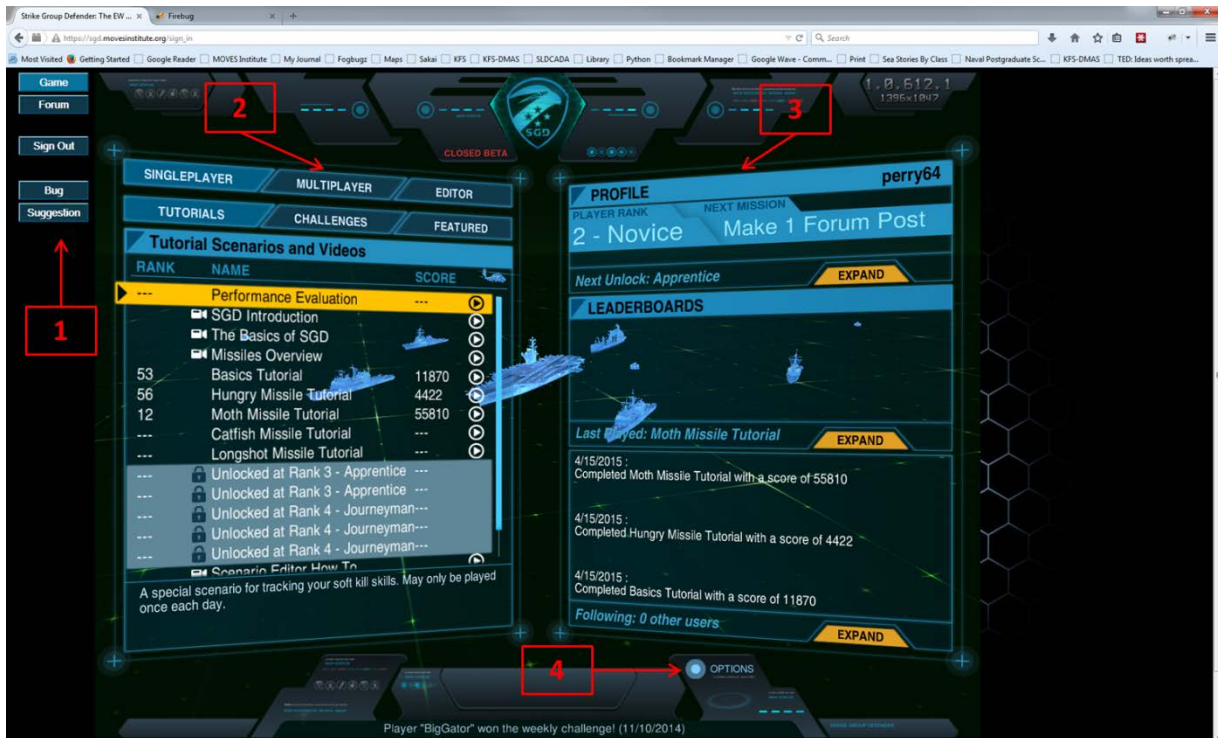 Strike Group Defender: The EW ...
Firebug
https://sgd.movesinstitute.org/sign_in
Search
Most Visited Getting Started Google Reader MOVES Institute My Journal Fogbugz Maps Sakai KFS KFS-DMAS SLDCADA Library Python Bookmark Manager Google Wave - Comm... Print Sea Stories By Class Naval Postgraduate Sc... KFS-DMAS TED: Ideas worth sprea...
Game
Forum
Sign Out
Bug
Suggestion
1
2
3
4
1.0.612.1
1396x1047
SGD
CLOSED BETA
SINGLEPLAYER MULTIPLAYER EDITOR
TUTORIALS CHALLENGES FEATURED
Tutorial Scenarios and Videos
RANK NAME SCORE
--- Performance Evaluation ---
SGD Introduction
The Basics of SGD
Missiles Overview
53 Basics Tutorial 11870
56 Hungry Missile Tutorial 4422
12 Moth Missile Tutorial 55810
--- Catfish Missile Tutorial ---
--- Longshot Missile Tutorial ---
--- Unlocked at Rank 3 - Apprentice ---
--- Unlocked at Rank 3 - Apprentice ---
--- Unlocked at Rank 4 - Journeyman---
--- Unlocked at Rank 4 - Journeyman---
--- Unlocked at Rank 4 - Journeyman---
Scenario Editor How To
A special scenario for tracking your soft kill skills. May only be played
once each day.
PROFILE perry64
PLAYER RANK NEXT MISSION
2 - Novice Make 1 Forum Post
Next Unlock: Apprentice EXPAND
LEADERBOARDS
Last Played: Moth Missile Tutorial EXPAND
4/15/2015 :
Completed Moth Missile Tutorial with a score of 55810
4/15/2015 :
Completed Hungry Missile Tutorial with a score of 4422
4/15/2015 :
Completed Basics Tutorial with a score of 11870
Following: 0 other users EXPAND
OPTIONS
Player "BigGator" won the weekly challenge! (11/10/2014)
STRIKE GROUP DEFENDER